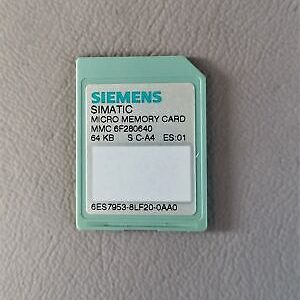 SIEMENS
SIMATIC
MICRO MEMORY CARD
MMC 6F280640
64 KB S C-A4 ES:01
6ES7953-8LF20-0AA0